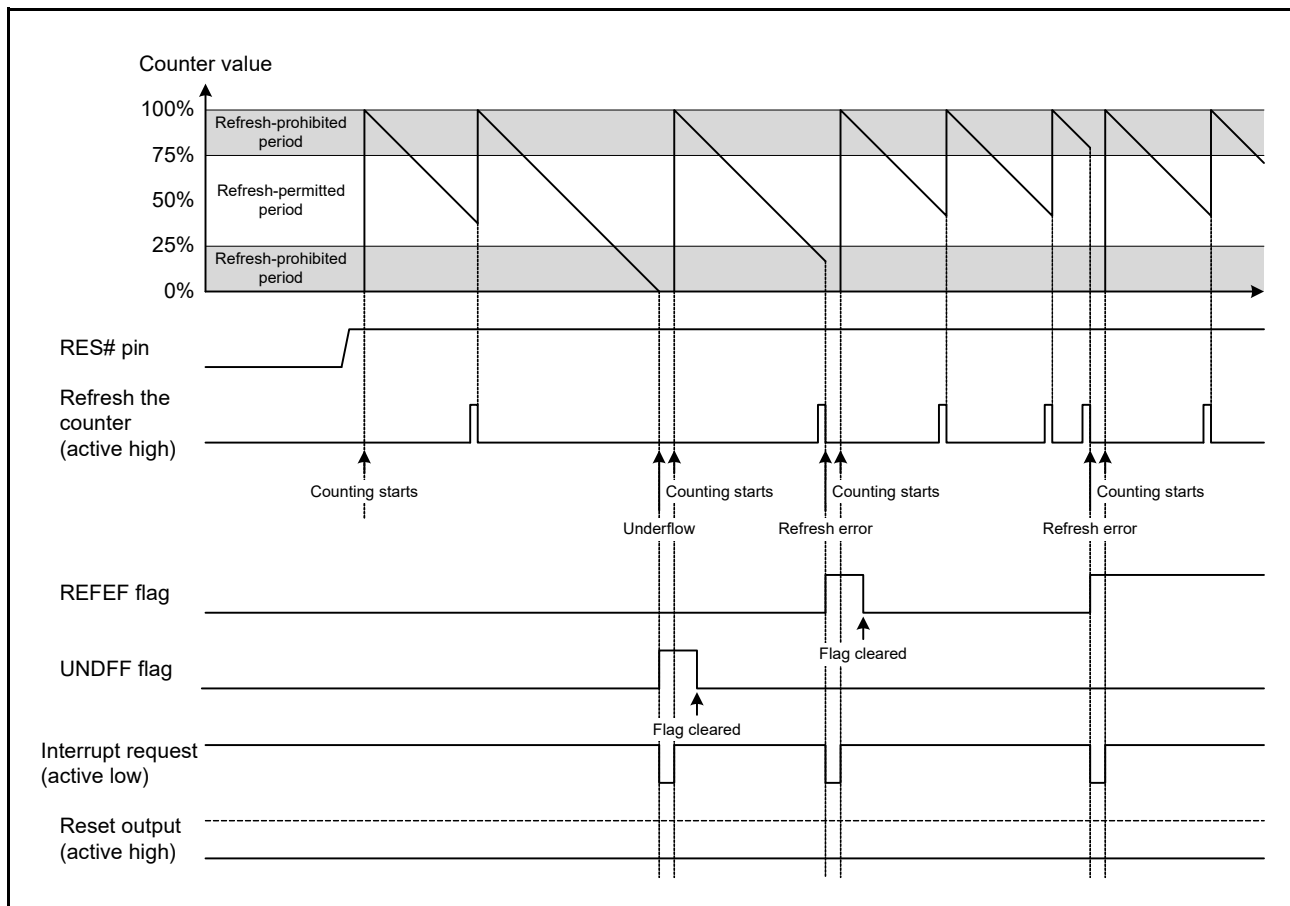 Counter value
100%
Refresh-prohibited
period
75%
Refresh-permitted
period
50%
25%
Refresh-prohibited
period
0%
RES# pin
Refresh the
counter
(active high)
Counting starts
Counting starts
Counting starts
Counting starts
Underflow
Refresh error
Refresh error
REFEF flag
Flag cleared
UNDFF flag
Flag cleared
Interrupt request
(active low)
Reset output
(active high)